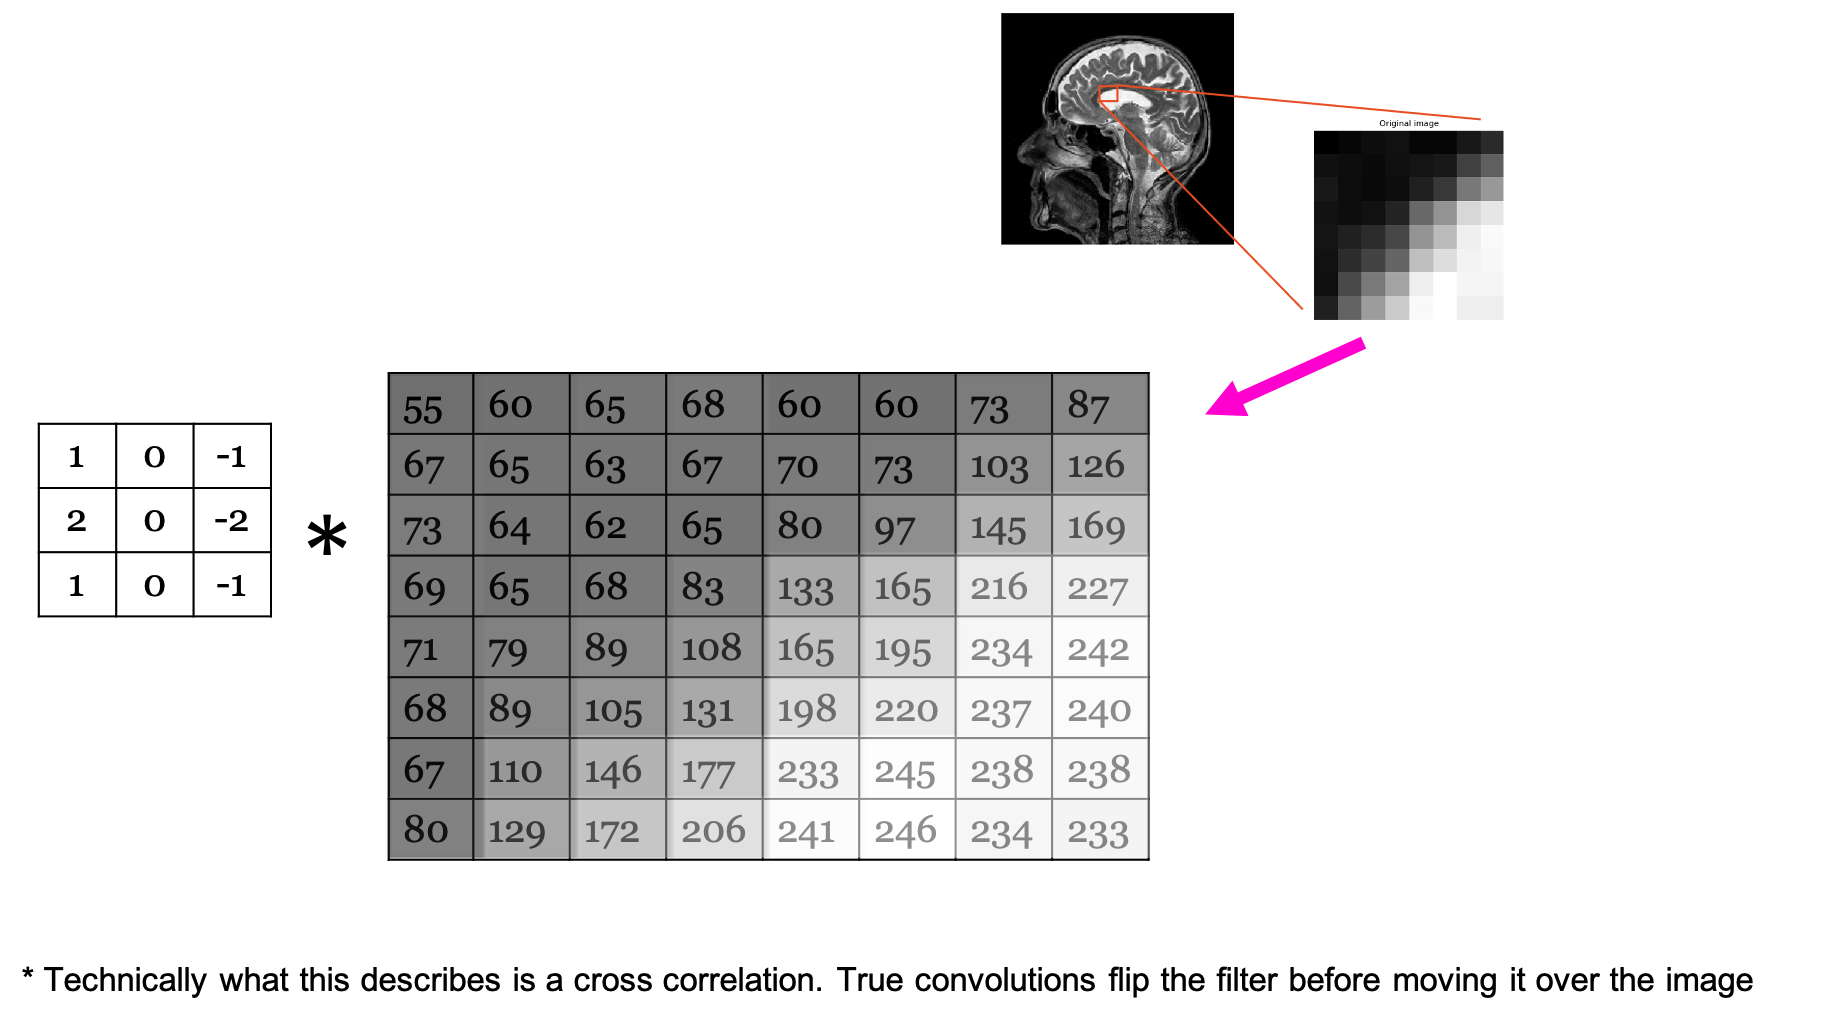 Original image
1 0 -1
2 0 -2
1 0 -1
*
55 60 65 68 60 60 73 87
67 65 63 67 70 73 103 126
73 64 62 65 80 97 145 169
69 65 68 83 133 165 216 227
71 79 89 108 165 195 234 242
68 89 105 131 198 220 237 240
67 110 146 177 233 245 238 238
80 129 172 206 241 246 234 233
* Technically what this describes is a cross correlation. True convolutions flip the filter before moving it over the image